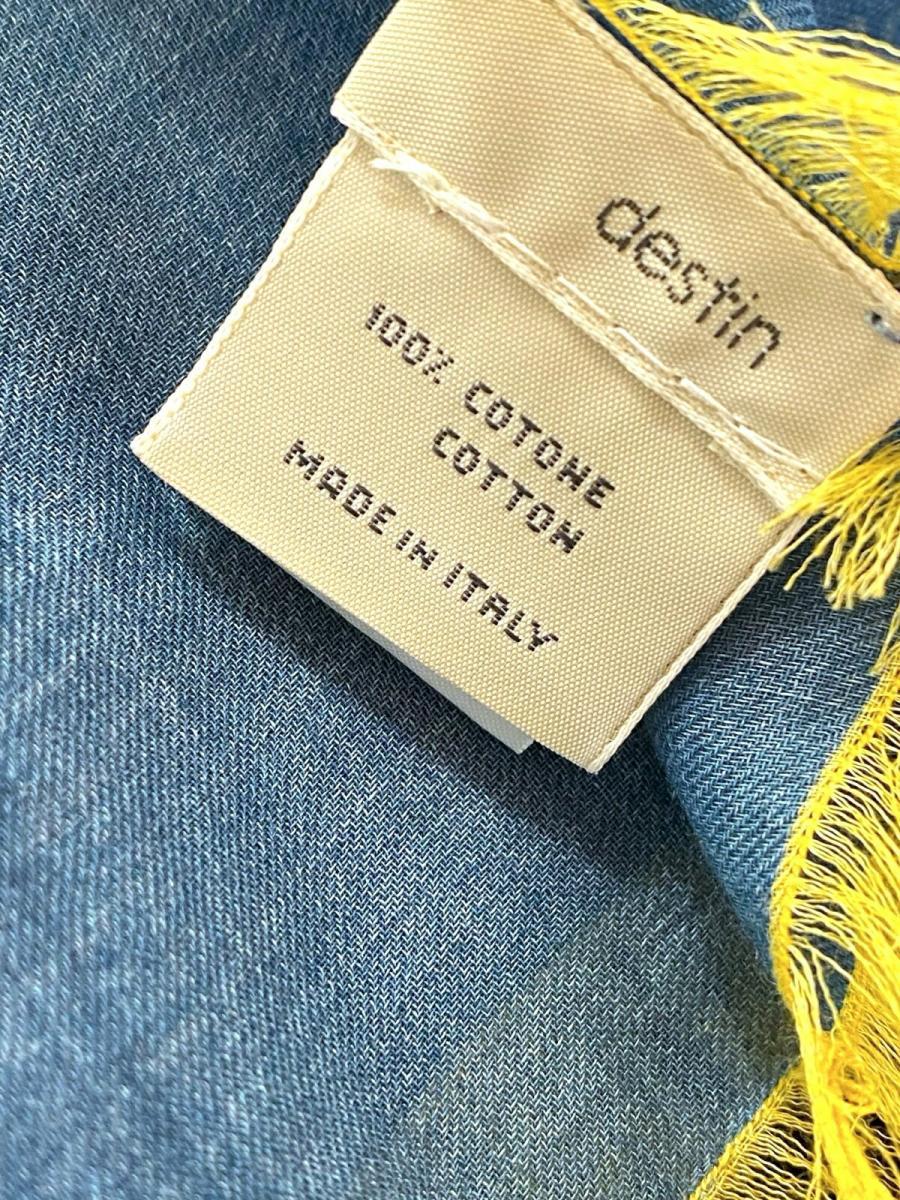 destin
100% COTONE
COTTON
MADE IN ITALY